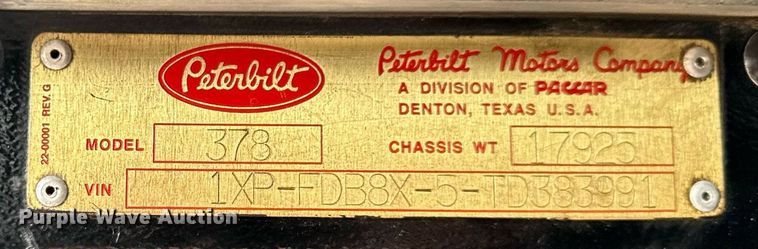 Peterbilt
Peterbilt Motors Company
A DIVISION OF PACCAR
DENTON, TEXAS U.S.A.
22-00001 REV. G
MODEL 378 CHASSIS WT 17925
VIN 1XP-FDB8X-5-TD383991
Purple Wave Auction